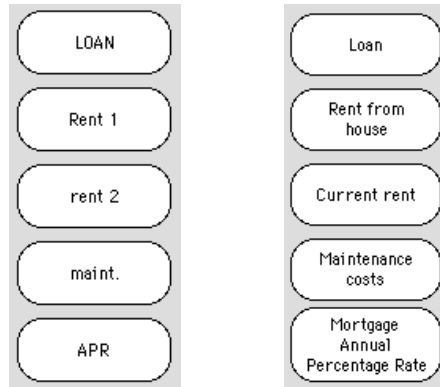 LOAN
Rent 1
rent 2
maint.
APR
Loan
Rent from
house
Current rent
Maintenance
costs
Mortgage
Annual
Percentage Rate